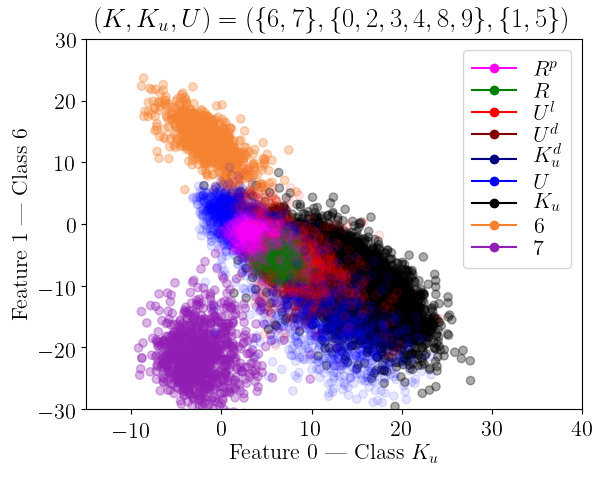 (K, K_u, U) = ({6, 7}, {0, 2, 3, 4, 8, 9}, {1, 5})
30
20
10
0
−10
−20
−30
Feature 1 — Class 6
R^p
R
U^l
U^d
K_u^d
U
K_u
6
7
−10 0 10 20 30 40
Feature 0 — Class K_u